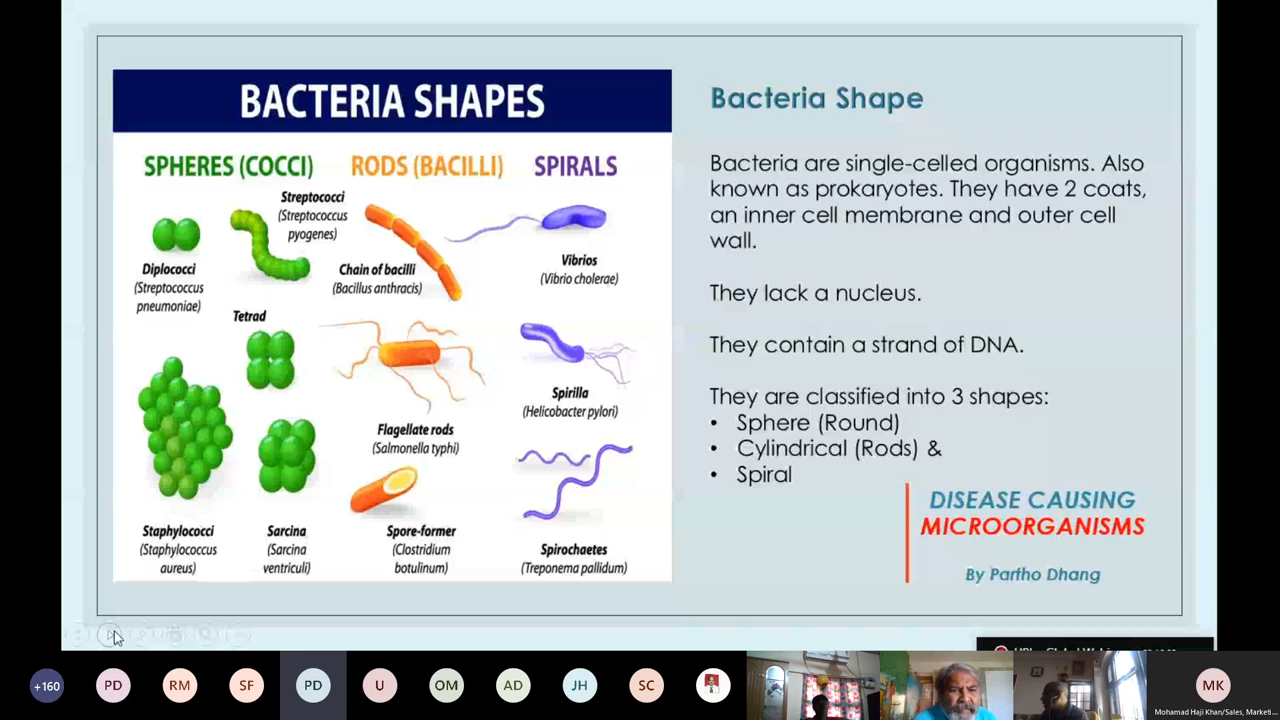 BACTERIA SHAPES
SPHERES (COCCI)
RODS (BACILLI)
SPIRALS
Streptococci
(Streptococcus
pyogenes)
Diplococci
(Streptococcus
pneumoniae)
Chain of bacilli
(Bacillus anthracis)
Vibrios
(Vibrio cholerae)
Tetrad
Flagellate rods
(Salmonella typhi)
Spirilla
(Helicobacter pylori)
Staphylococci
(Staphylococcus
aureus)
Sarcina
(Sarcina
ventriculi)
Spore-former
(Clostridium
botulinum)
Spirochaetes
(Treponema pallidum)
Bacteria Shape
Bacteria are single-celled organisms. Also
known as prokaryotes. They have 2 coats,
an inner cell membrane and outer cell
wall.
They lack a nucleus.
They contain a strand of DNA.
They are classified into 3 shapes:
• Sphere (Round)
• Cylindrical (Rods) &
• Spiral
DISEASE CAUSING
MICROORGANISMS
By Partho Dhang
+160
PD
RM
SF
PD
U
OM
AD
JH
SC
MK
Mohamad Haji Khan/Sales, Marketi...